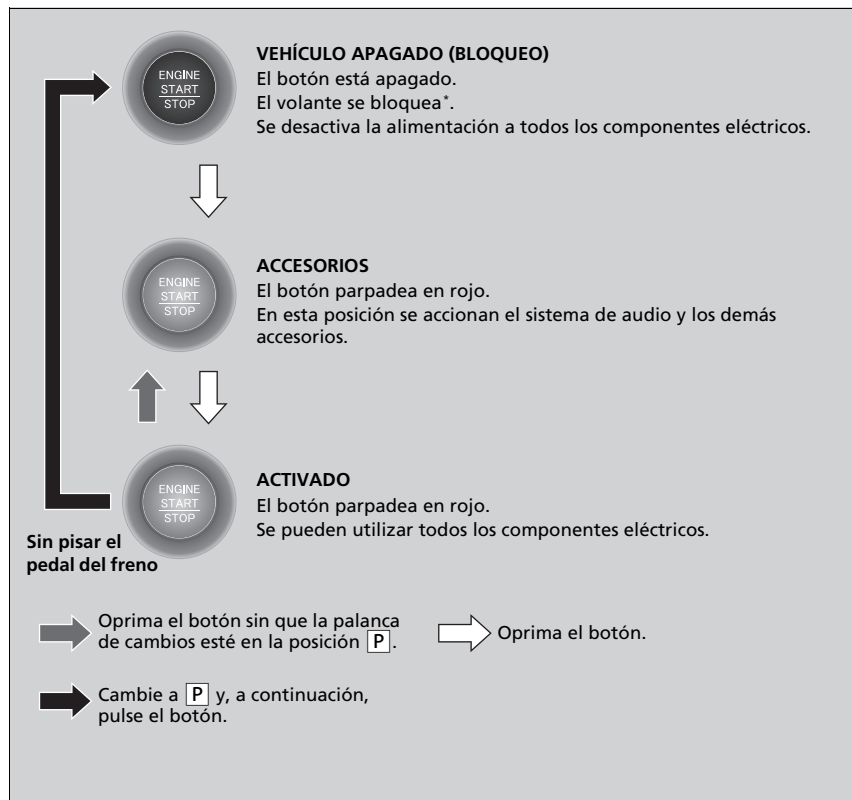 ENGINE
START
STOP
VEHÍCULO APAGADO (BLOQUEO)
El botón está apagado.
El volante se bloquea*.
Se desactiva la alimentación a todos los componentes eléctricos.
ENGINE
START
STOP
ACCESORIOS
El botón parpadea en rojo.
En esta posición se accionan el sistema de audio y los demás
accesorios.
ENGINE
START
STOP
ACTIVADO
El botón parpadea en rojo.
Se pueden utilizar todos los componentes eléctricos.
Sin pisar el
pedal del freno
Oprima el botón sin que la palanca
de cambios esté en la posición P.
Oprima el botón.
Cambie a P y, a continuación,
pulse el botón.